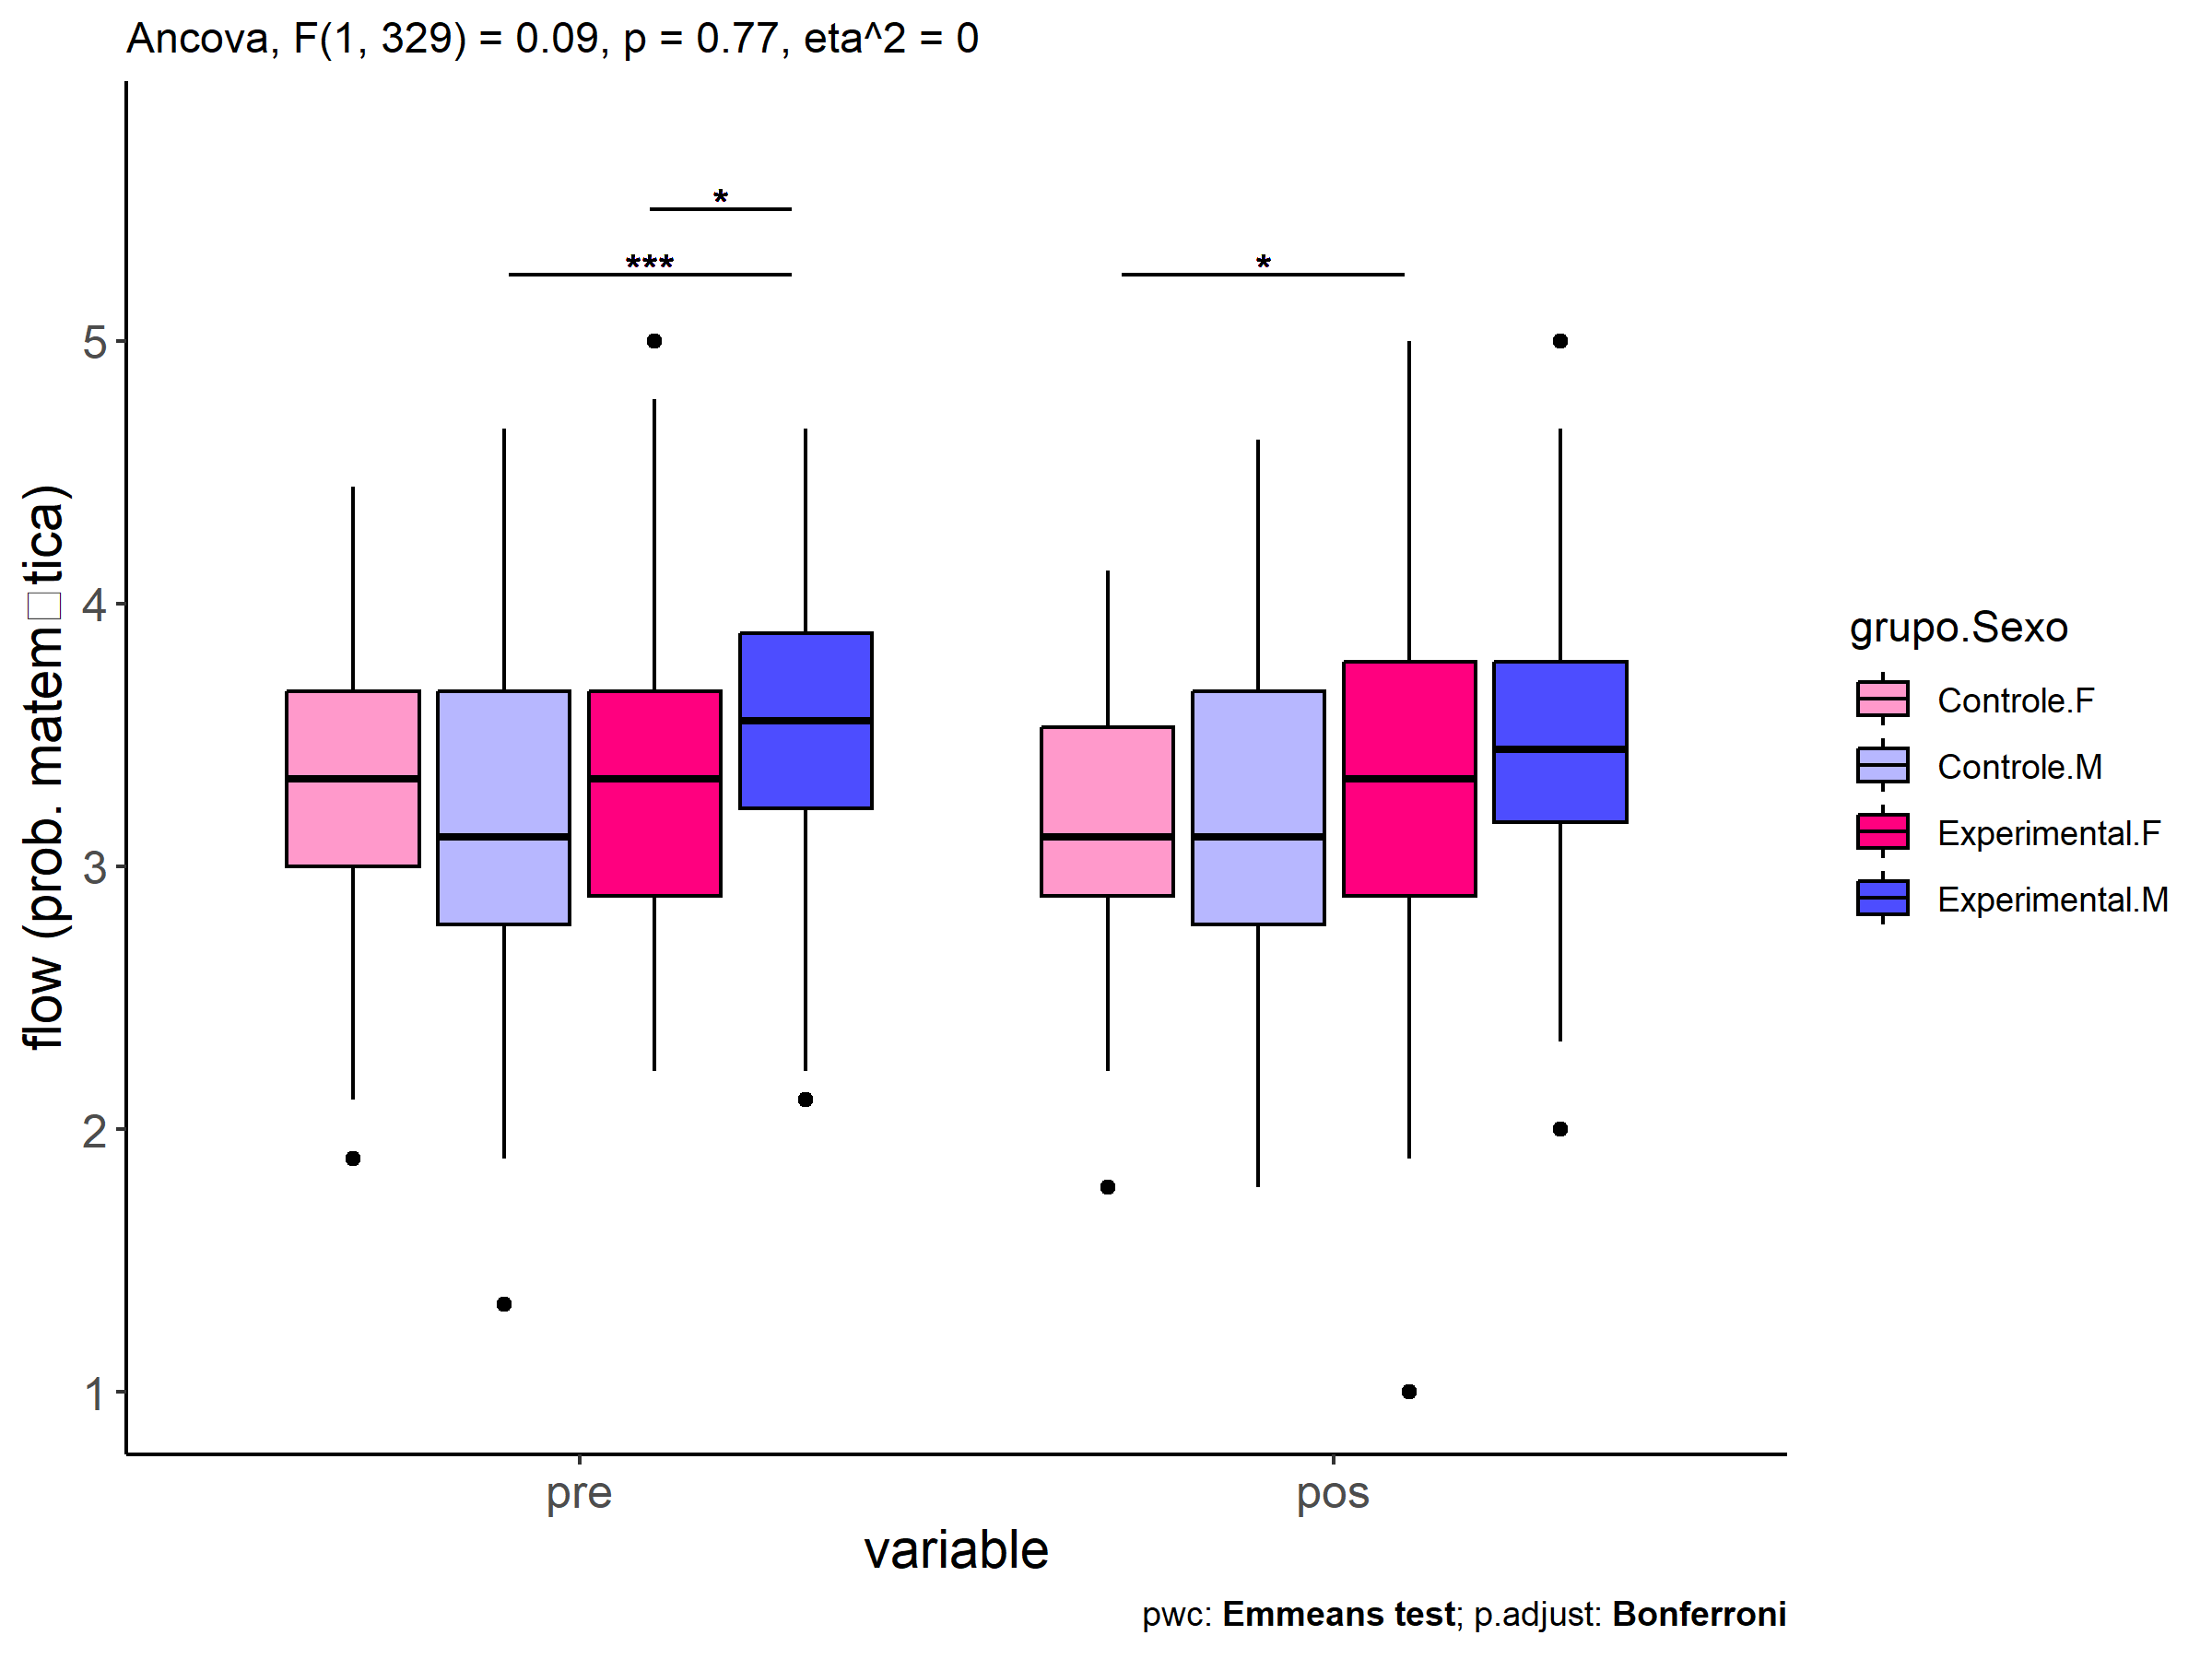 Ancova, F(1, 329) = 0.09, p = 0.77, eta^2 = 0
flow (prob. matem□tica)
5
4
3
2
1
*
***
*
pre
pos
variable
grupo.Sexo
Controle.F
Controle.M
Experimental.F
Experimental.M
pwc: Emmeans test; p.adjust: Bonferroni